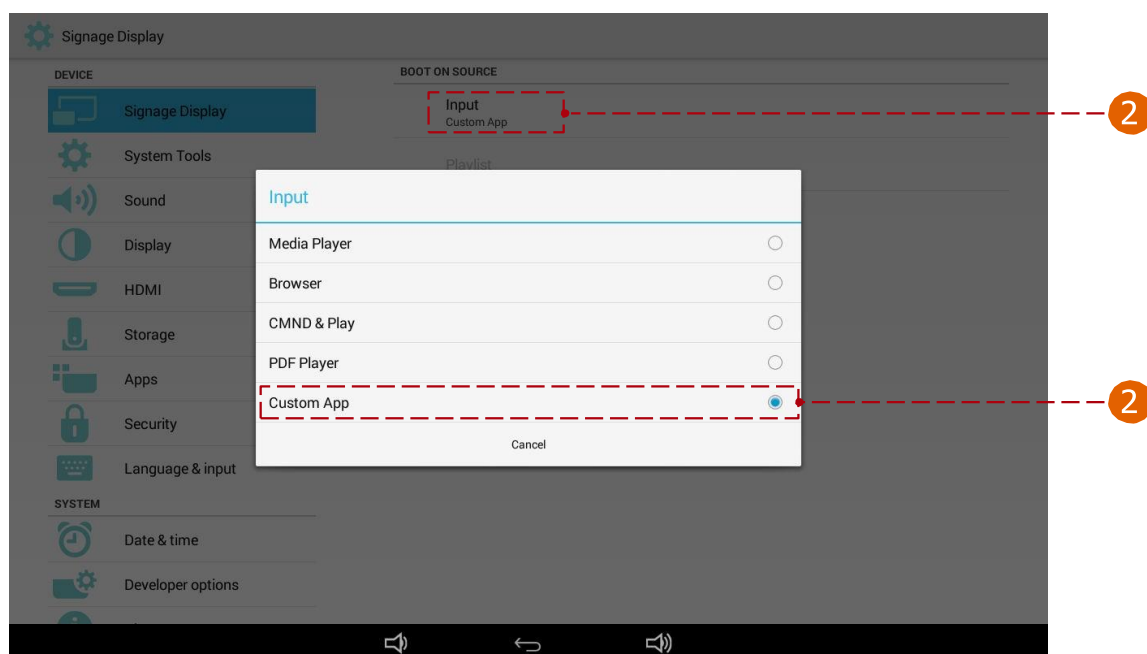 Signage Display
DEVICE
Signage Display
System Tools
Sound
Display
HDMI
Storage
Apps
Security
Language & input
SYSTEM
Date & time
Developer options
BOOT ON SOURCE
Input
Custom App
2
Playlist
Input
Media Player
Browser
CMND & Play
PDF Player
Custom App
2
Cancel